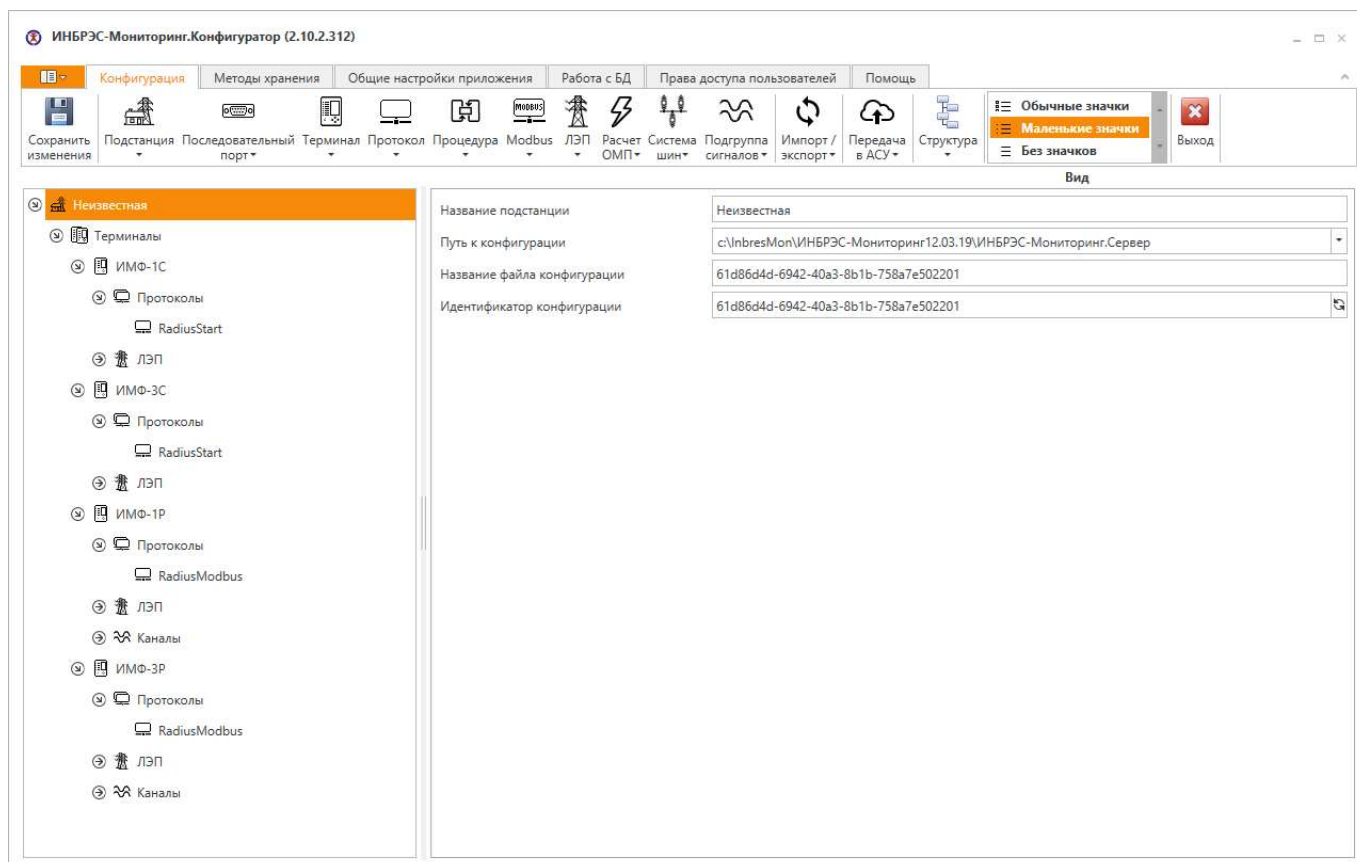 ИНБРЭС-Мониторинг.Конфигуратор (2.10.2.312)
Конфигурация Методы хранения Общие настройки приложения Работа с БД Права доступа пользователей Помощь
MODBUS
Сохранить изменения
Подстанция
Последовательный порт
Терминал
Протокол
Процедура
Modbus
ЛЭП
Расчет ОМП
Система шин
Подгруппа сигналов
Импорт / экспорт
Передача в АСУ
Структура
Обычные значки
Маленькие значки
Без значков
Выход
Вид
Неизвестная
Терминалы
ИМФ-1С
Протоколы
RadiusStart
ЛЭП
ИМФ-3С
Протоколы
RadiusStart
ЛЭП
ИМФ-1Р
Протоколы
RadiusModbus
ЛЭП
Каналы
ИМФ-3Р
Протоколы
RadiusModbus
ЛЭП
Каналы
Название подстанции Неизвестная
Путь к конфигурации c:\InbresMon\ИНБРЭС-Мониторинг12.03.19\ИНБРЭС-Мониторинг.Сервер
Название файла конфигурации 61d86d4d-6942-40a3-8b1b-758a7e502201
Идентификатор конфигурации 61d86d4d-6942-40a3-8b1b-758a7e502201